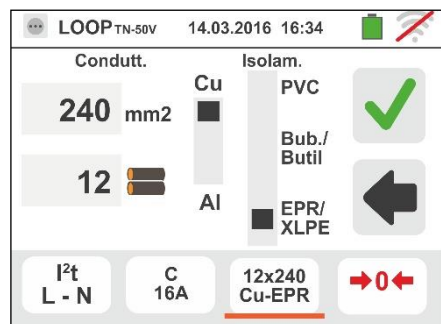 LOOP TN-50V 14.03.2016 16:34
Condutt. Isolam.
Cu PVC
240 mm2
Bub./
Butil
12
Al EPR/
XLPE
I²t C 12x240 →0←
L - N 16A Cu-EPR